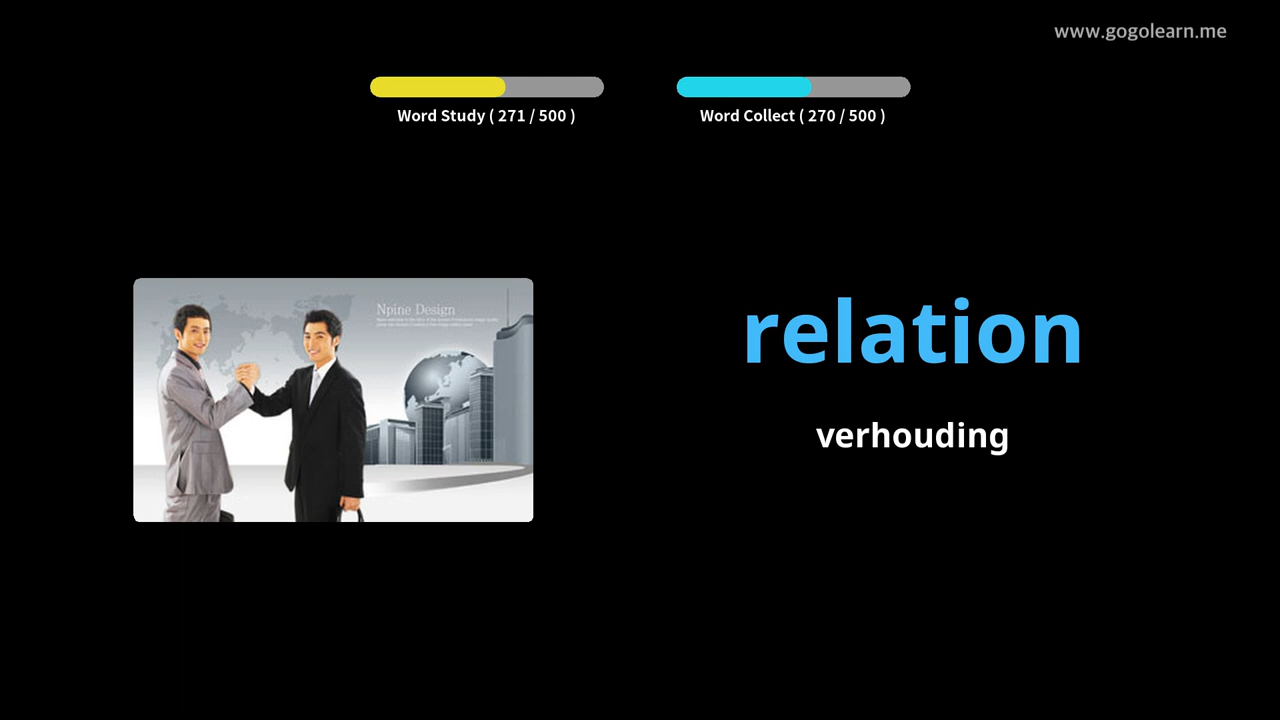 www.gogolearn.me
Word Study ( 271 / 500 )
Word Collect ( 270 / 500 )
Npine Design
relation
verhouding